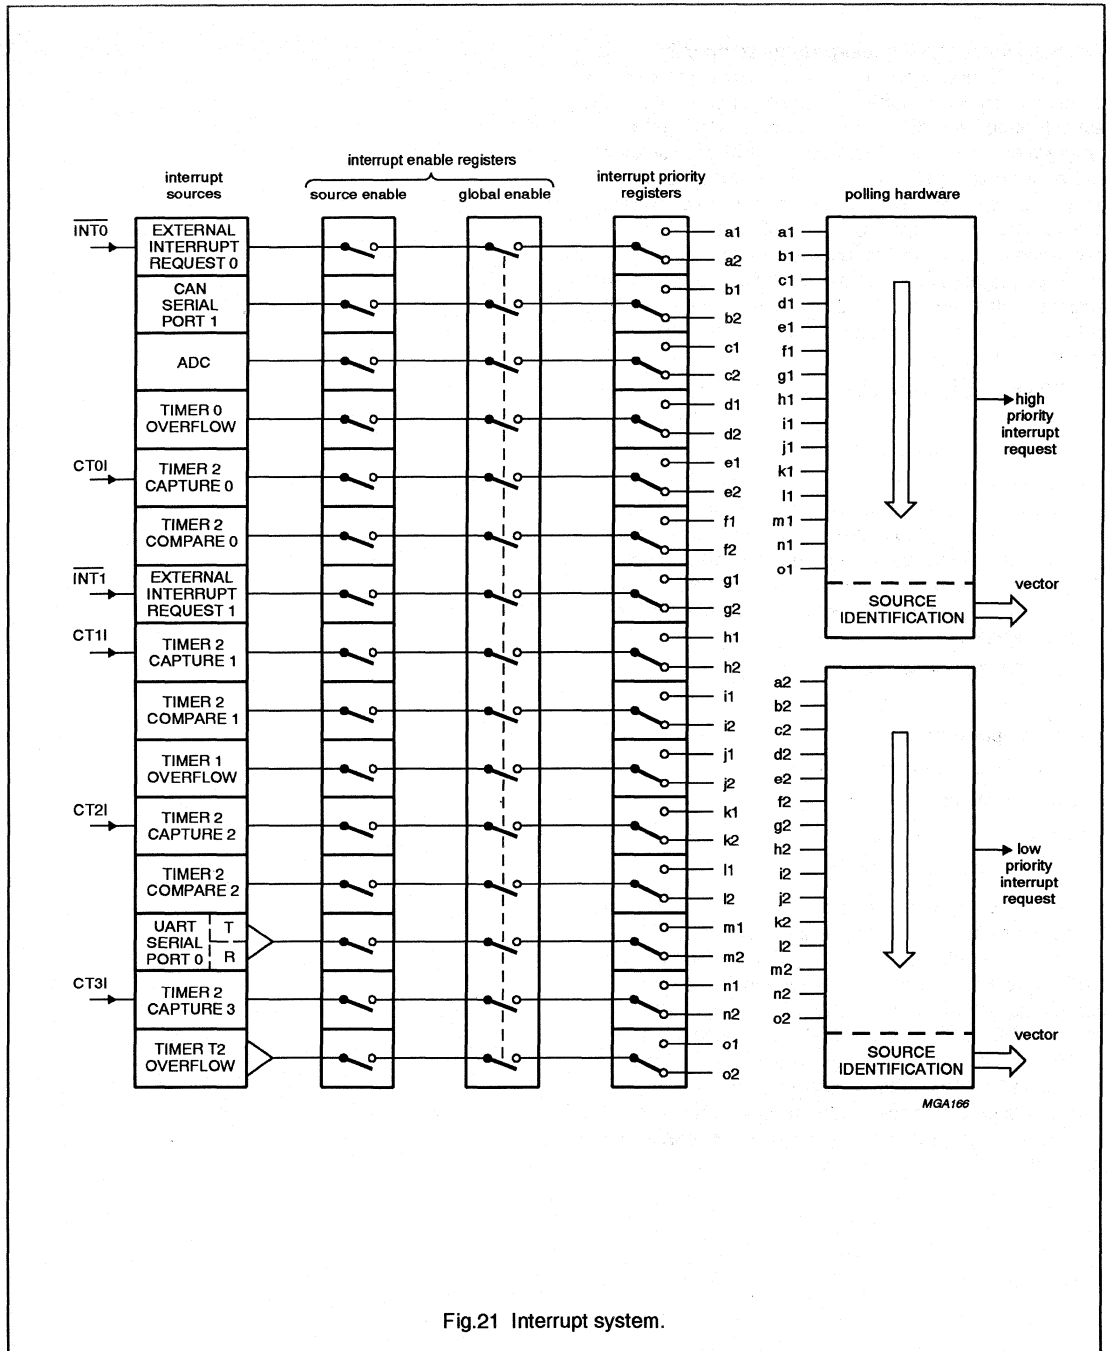 interrupt enable registers
interrupt
sources
source enable
global enable
interrupt priority
registers
polling hardware
INT0
EXTERNAL
INTERRUPT
REQUEST 0
a1
a2
CAN
SERIAL
PORT 1
b1
b2
ADC
c1
c2
TIMER 0
OVERFLOW
d1
d2
CT0I
TIMER 2
CAPTURE 0
e1
e2
TIMER 2
COMPARE 0
f1
f2
INT1
EXTERNAL
INTERRUPT
REQUEST 1
g1
g2
CT1I
TIMER 2
CAPTURE 1
h1
h2
TIMER 2
COMPARE 1
i1
i2
TIMER 1
OVERFLOW
j1
j2
CT2I
TIMER 2
CAPTURE 2
k1
k2
TIMER 2
COMPARE 2
l1
l2
UART
SERIAL
PORT 0
T
R
m1
m2
CT3I
TIMER 2
CAPTURE 3
n1
n2
TIMER T2
OVERFLOW
o1
o2
a1
b1
c1
d1
e1
f1
g1
h1
i1
j1
k1
l1
m1
n1
o1
high
priority
interrupt
request
SOURCE
IDENTIFICATION
vector
a2
b2
c2
d2
e2
f2
g2
h2
i2
j2
k2
l2
m2
n2
o2
low
priority
interrupt
request
SOURCE
IDENTIFICATION
vector
MGA166
Fig.21 Interrupt system.